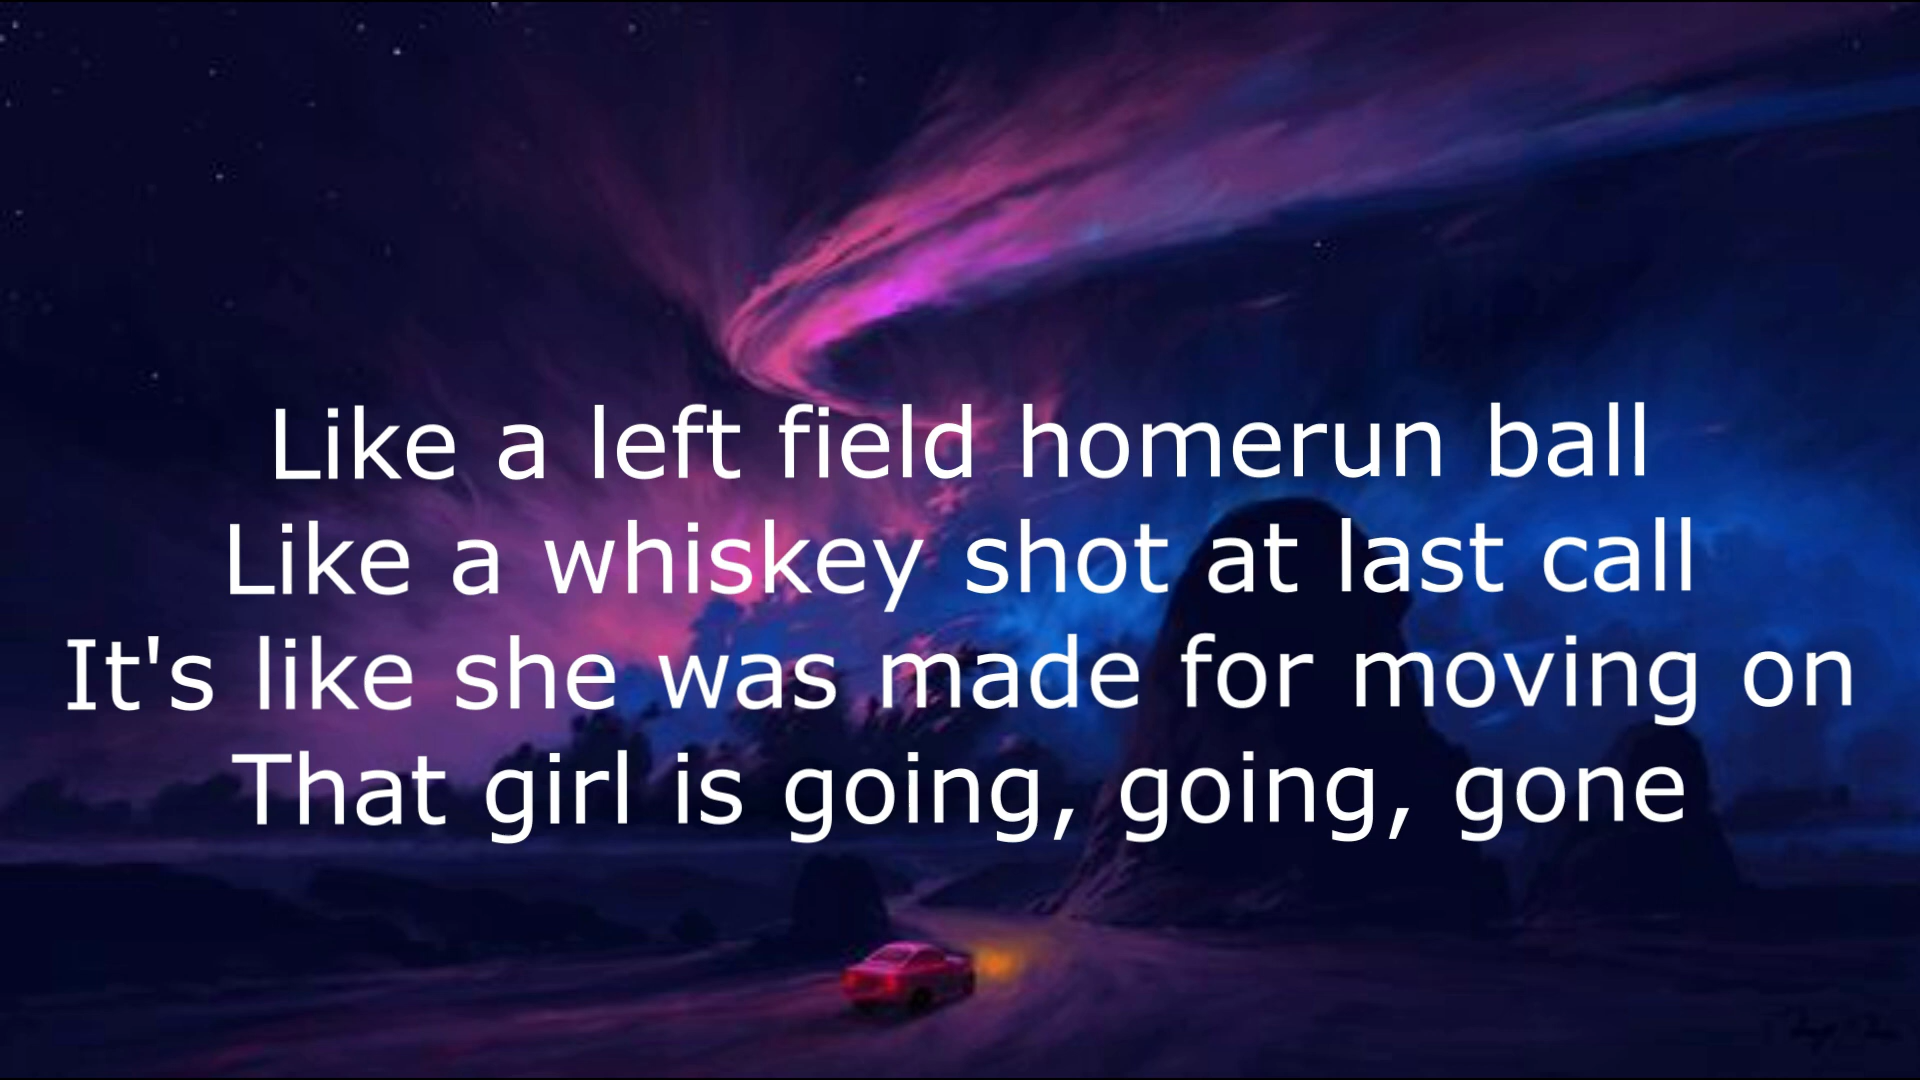 Like a left field homerun ball
Like a whiskey shot at last call
It's like she was made for moving on
That girl is going, going, gone